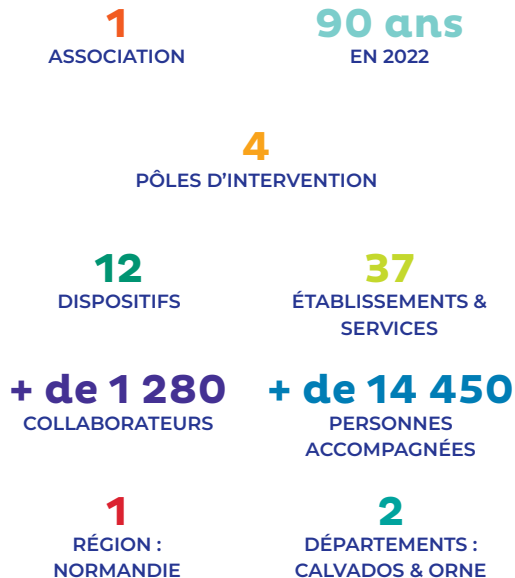 1
ASSOCIATION
90 ans
EN 2022
4
PÔLES D'INTERVENTION
12
DISPOSITIFS
37
ÉTABLISSEMENTS &
SERVICES
+ de 1 280
COLLABORATEURS
+ de 14 450
PERSONNES
ACCOMPAGNÉES
1
RÉGION :
NORMANDIE
2
DÉPARTEMENTS :
CALVADOS & ORNE